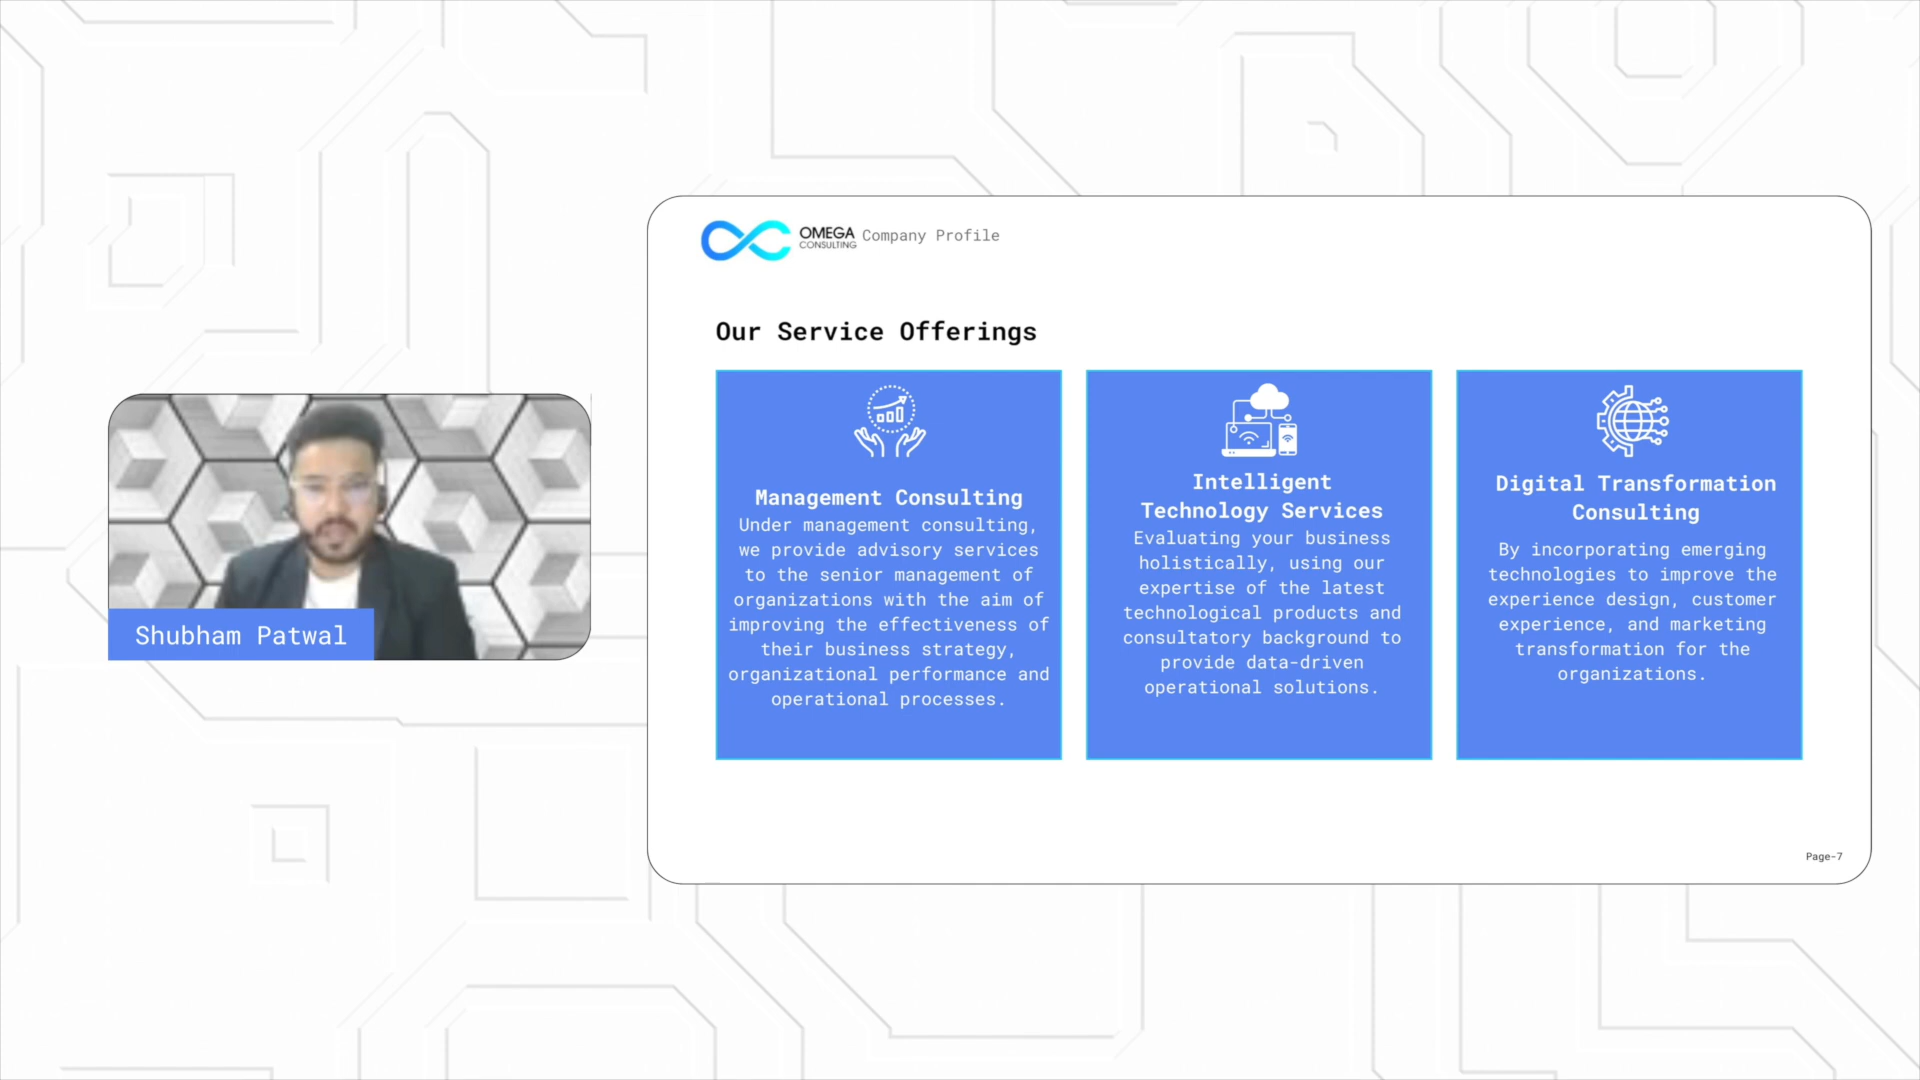 OMEGA
CONSULTING
Company Profile
Our Service Offerings
Management Consulting
Under management consulting,
we provide advisory services
to the senior management of
organizations with the aim of
improving the effectiveness of
their business strategy,
organizational performance and
operational processes.
Intelligent
Technology Services
Evaluating your business
holistically, using our
expertise of the latest
technological products and
consultatory background to
provide data-driven
operational solutions.
Digital Transformation
Consulting
By incorporating emerging
technologies to improve the
experience design, customer
experience, and marketing
transformation for the
organizations.
Shubham Patwal
Page-7